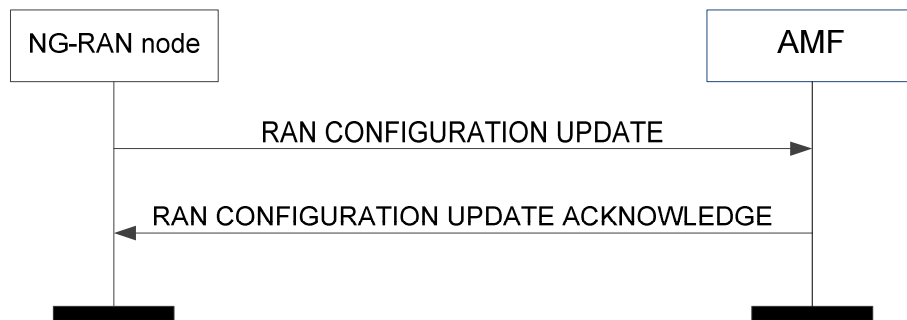 NG-RAN node
AMF
RAN CONFIGURATION UPDATE
RAN CONFIGURATION UPDATE ACKNOWLEDGE